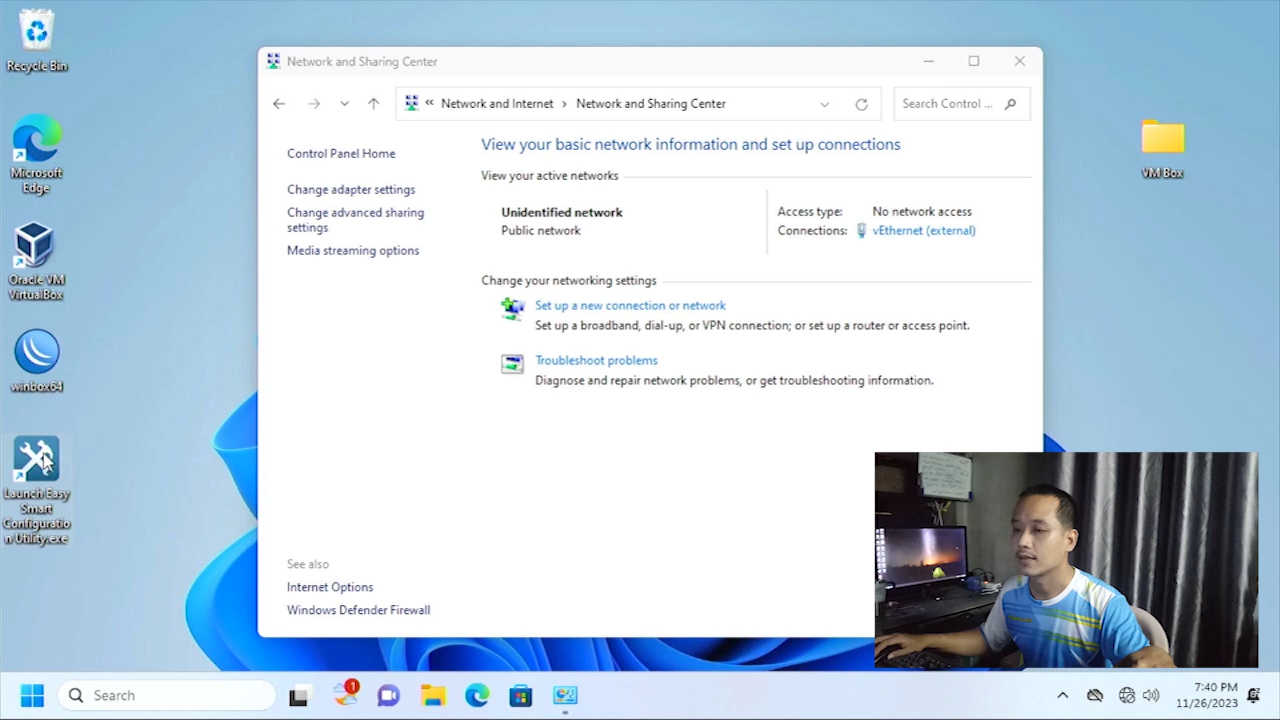 Recycle Bin
Microsoft
Edge
Oracle VM
VirtualBox
winbox64
Launch Easy
Smart
Configuratio
n Utility.exe
Network and Sharing Center
« Network and Internet > Network and Sharing Center
Search Control ...
Control Panel Home
Change adapter settings
Change advanced sharing
settings
Media streaming options
View your basic network information and set up connections
View your active networks
Unidentified network
Public network
Access type: No network access
Connections: vEthernet (external)
Change your networking settings
Set up a new connection or network
Set up a broadband, dial-up, or VPN connection; or set up a router or access point.
Troubleshoot problems
Diagnose and repair network problems, or get troubleshooting information.
See also
Internet Options
Windows Defender Firewall
VM Box
Search
1
7:40 PM
11/26/2023